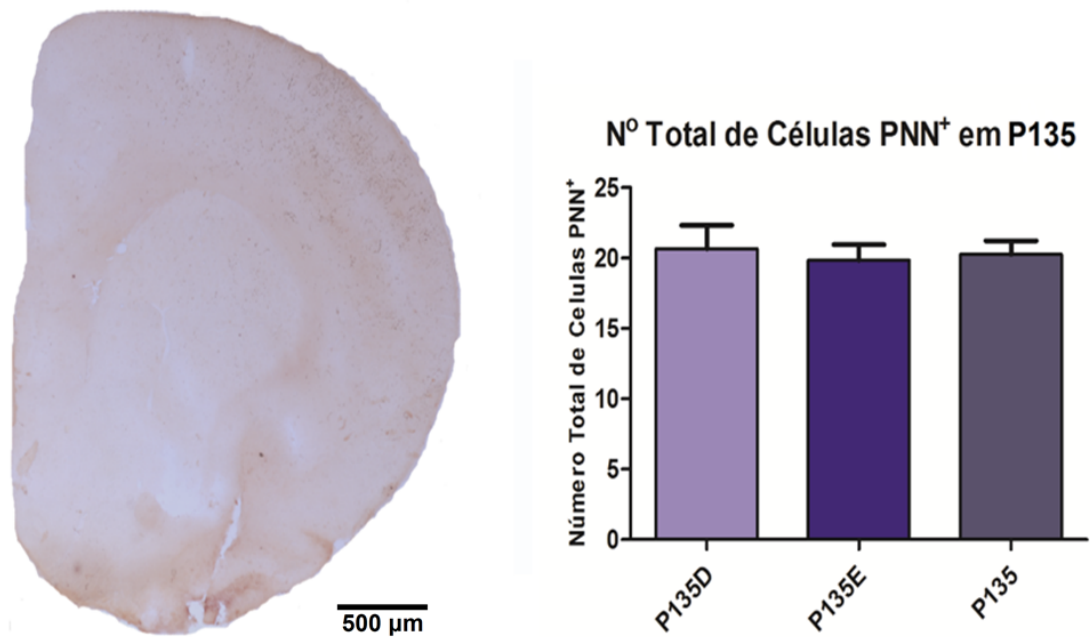 500 µm
Nº Total de Células PNN⁺ em P135
Número Total de Celulas PNN⁺
25
20
15
10
5
0
P135D
P135E
P135